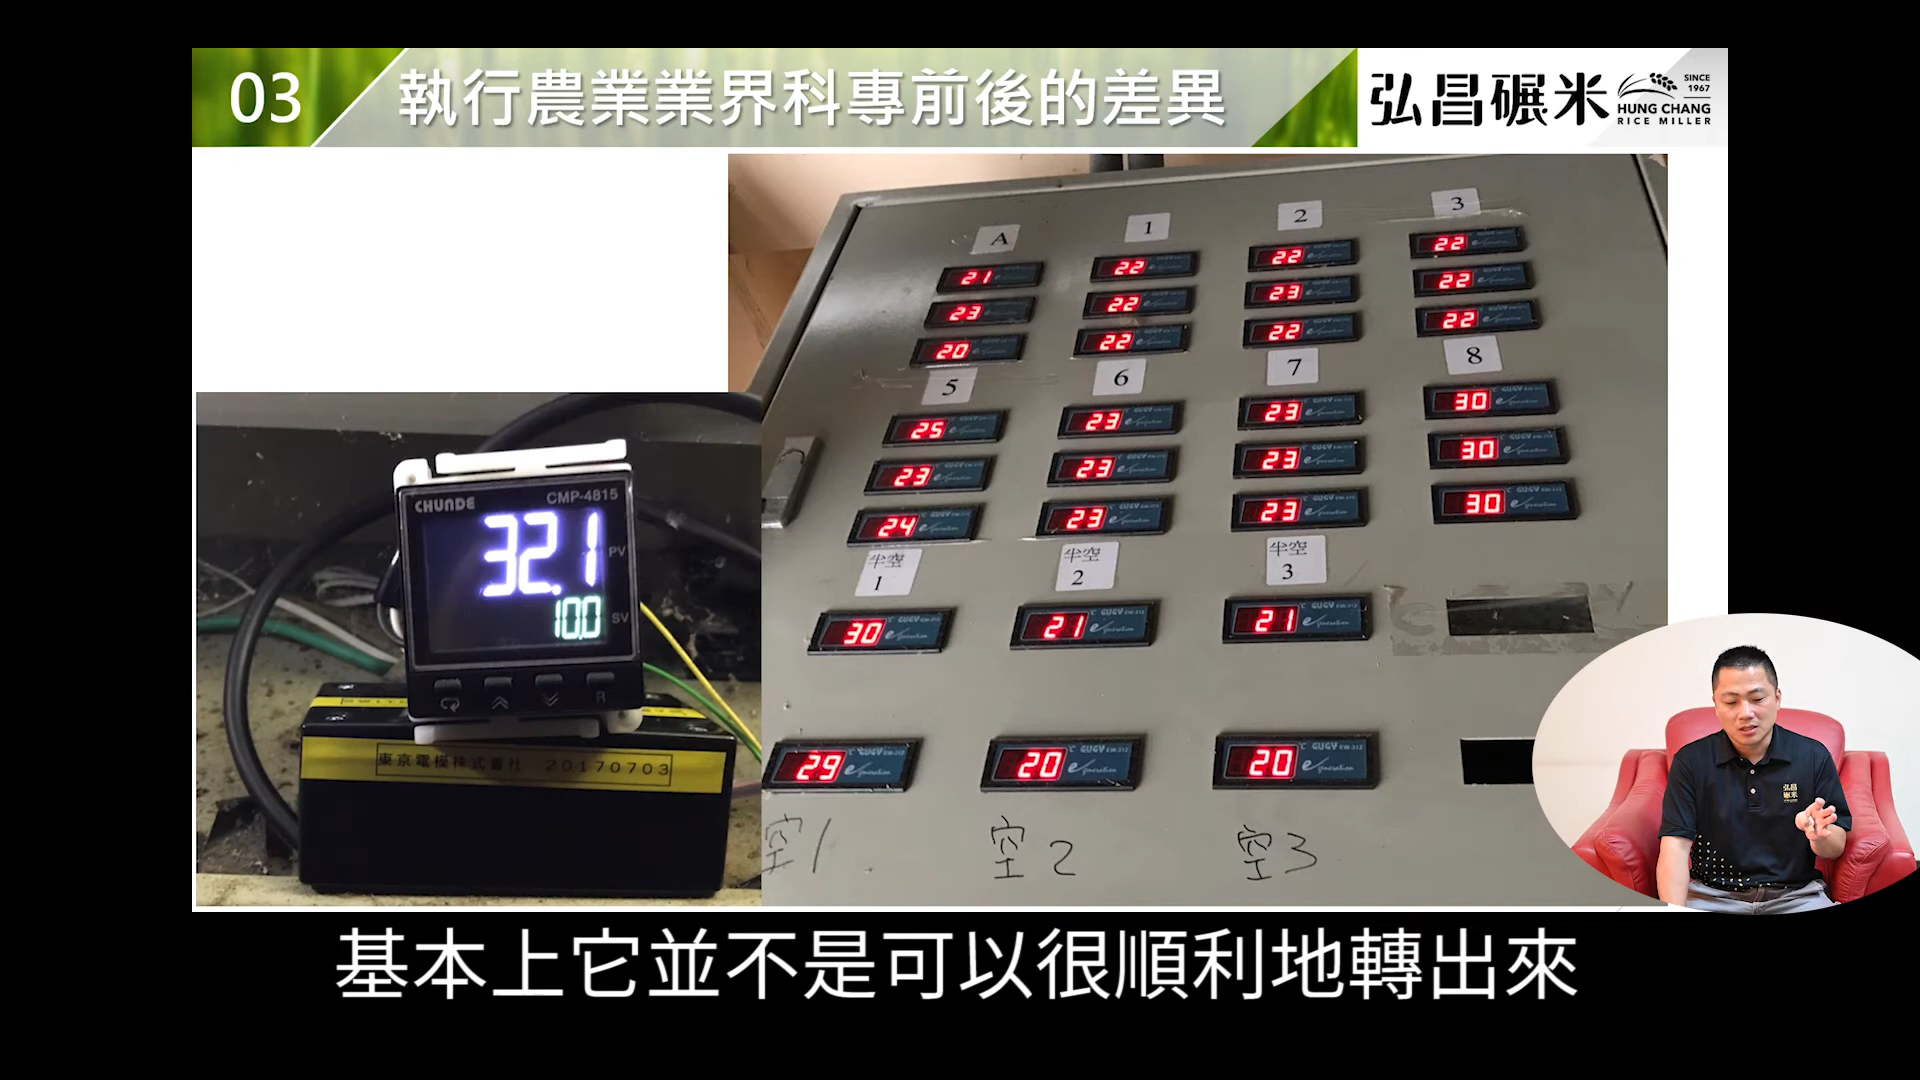 03
執行農業業界科專前後的差異
弘昌碾米
SINCE
1967
HUNG CHANG
RICE MILLER
A
1
2
3
21
22
22
22
23
22
23
22
20
22
22
22
5
6
7
8
25
23
23
30
23
23
23
30
24
23
23
30
半空
1
半空
2
半空
3
30
21
21
29
20
20
空1
空2
空3
CHUNDE
CMP-4815
32.1
PV
10.0
SV
R
東京電模株式會社 20170703
基本上它並不是可以很順利地轉出來